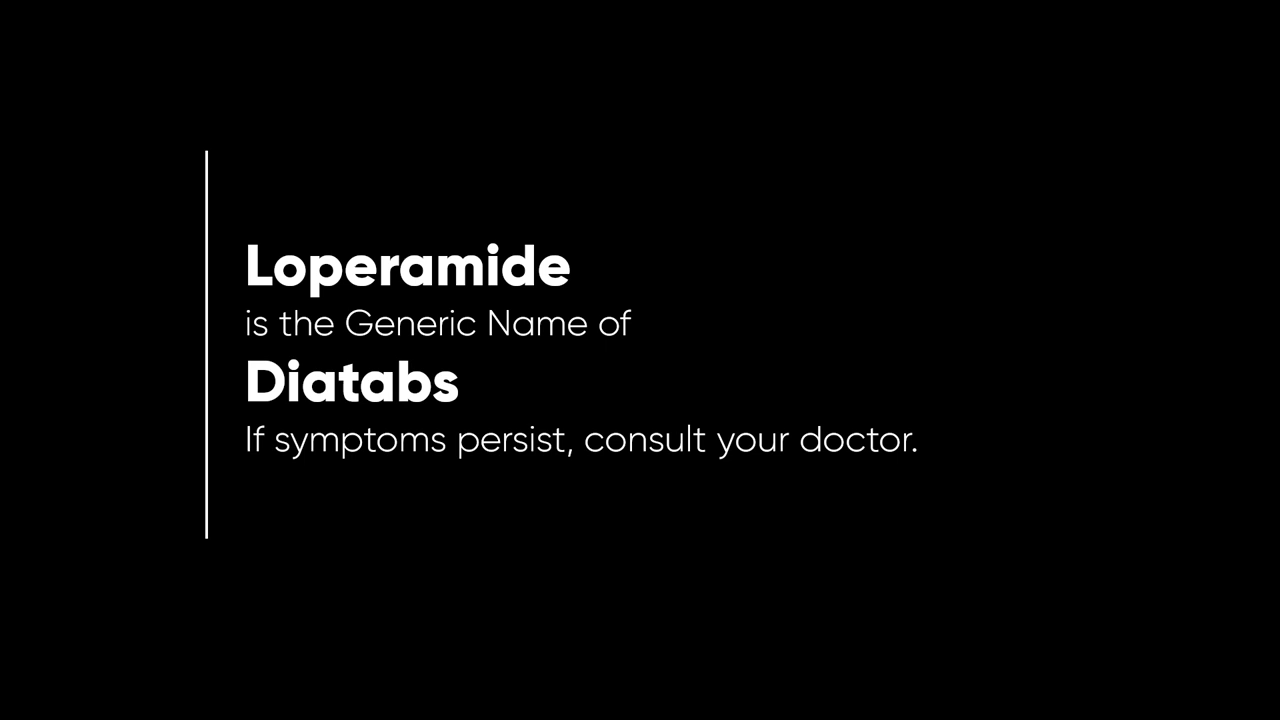 Loperamide
is the Generic Name of
Diatabs
If symptoms persist, consult your doctor.